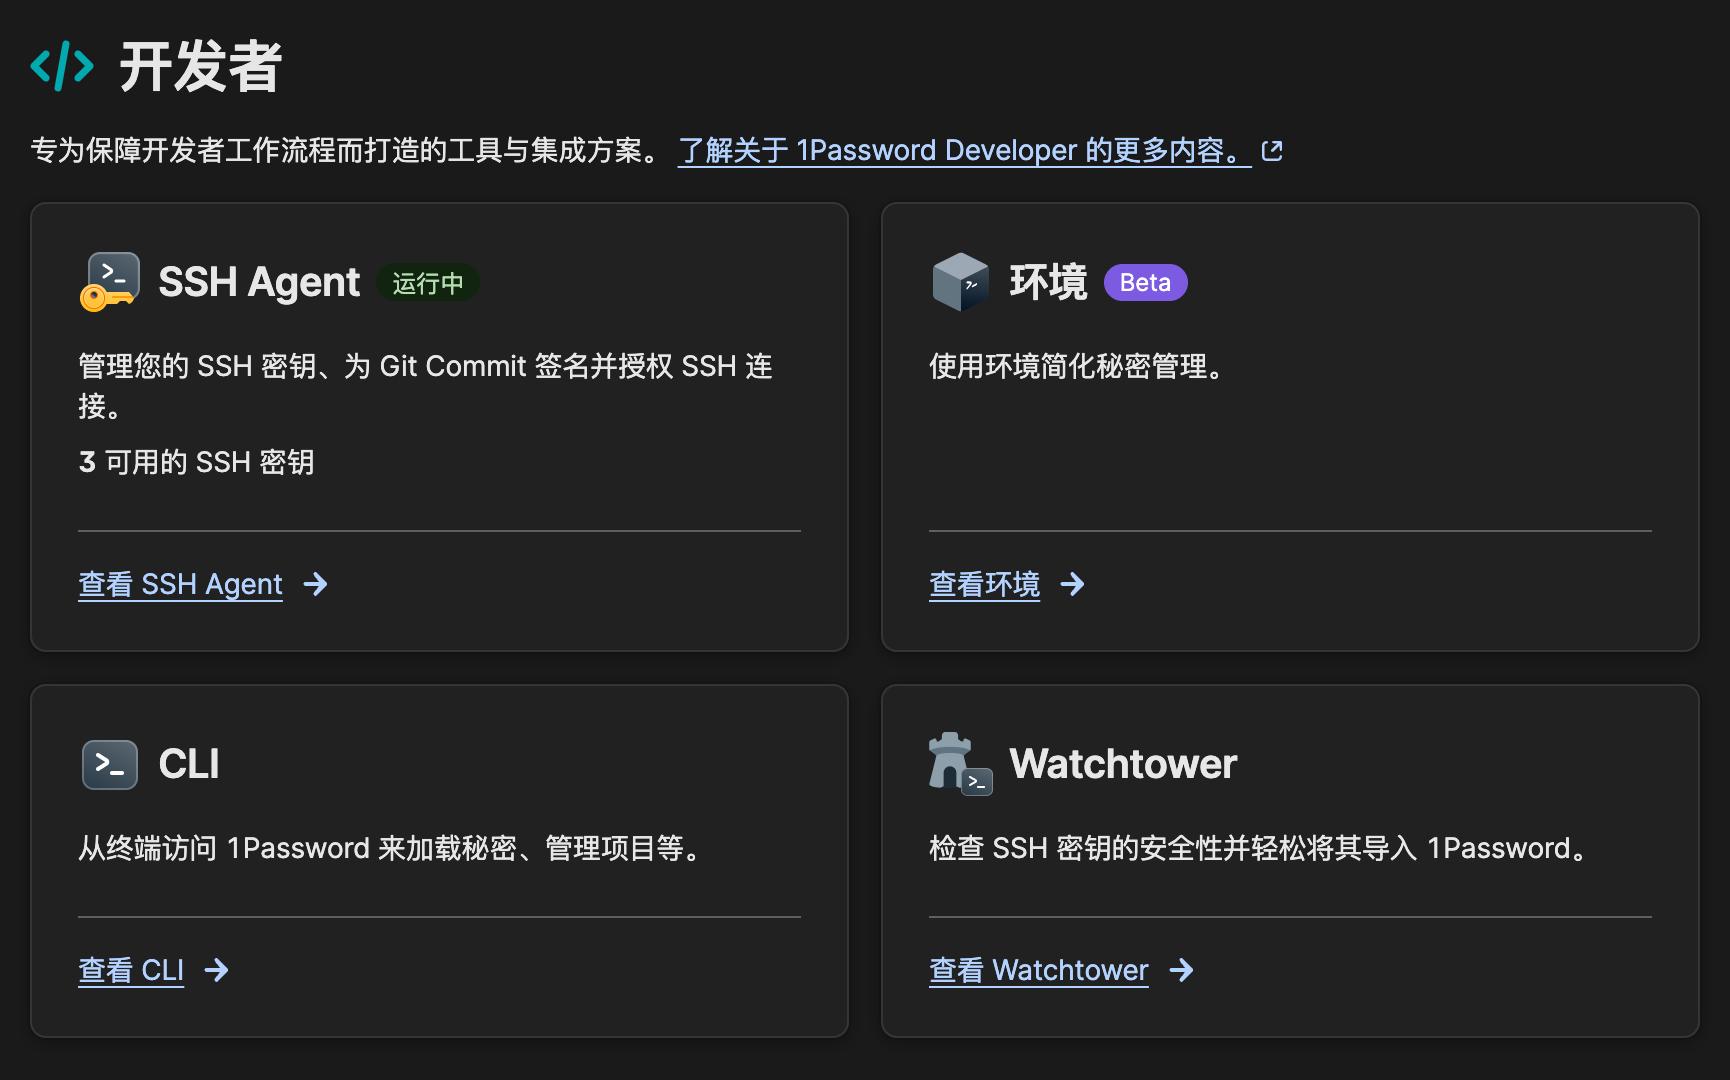 开发者
专为保障开发者工作流程而打造的工具与集成方案。 了解关于 1Password Developer 的更多内容。
SSH Agent 运行中
管理您的 SSH 密钥、为 Git Commit 签名并授权 SSH 连
接。
3 可用的 SSH 密钥
查看 SSH Agent
环境 Beta
使用环境简化秘密管理。
查看环境
CLI
从终端访问 1Password 来加载秘密、管理项目等。
查看 CLI
Watchtower
检查 SSH 密钥的安全性并轻松将其导入 1Password。
查看 Watchtower